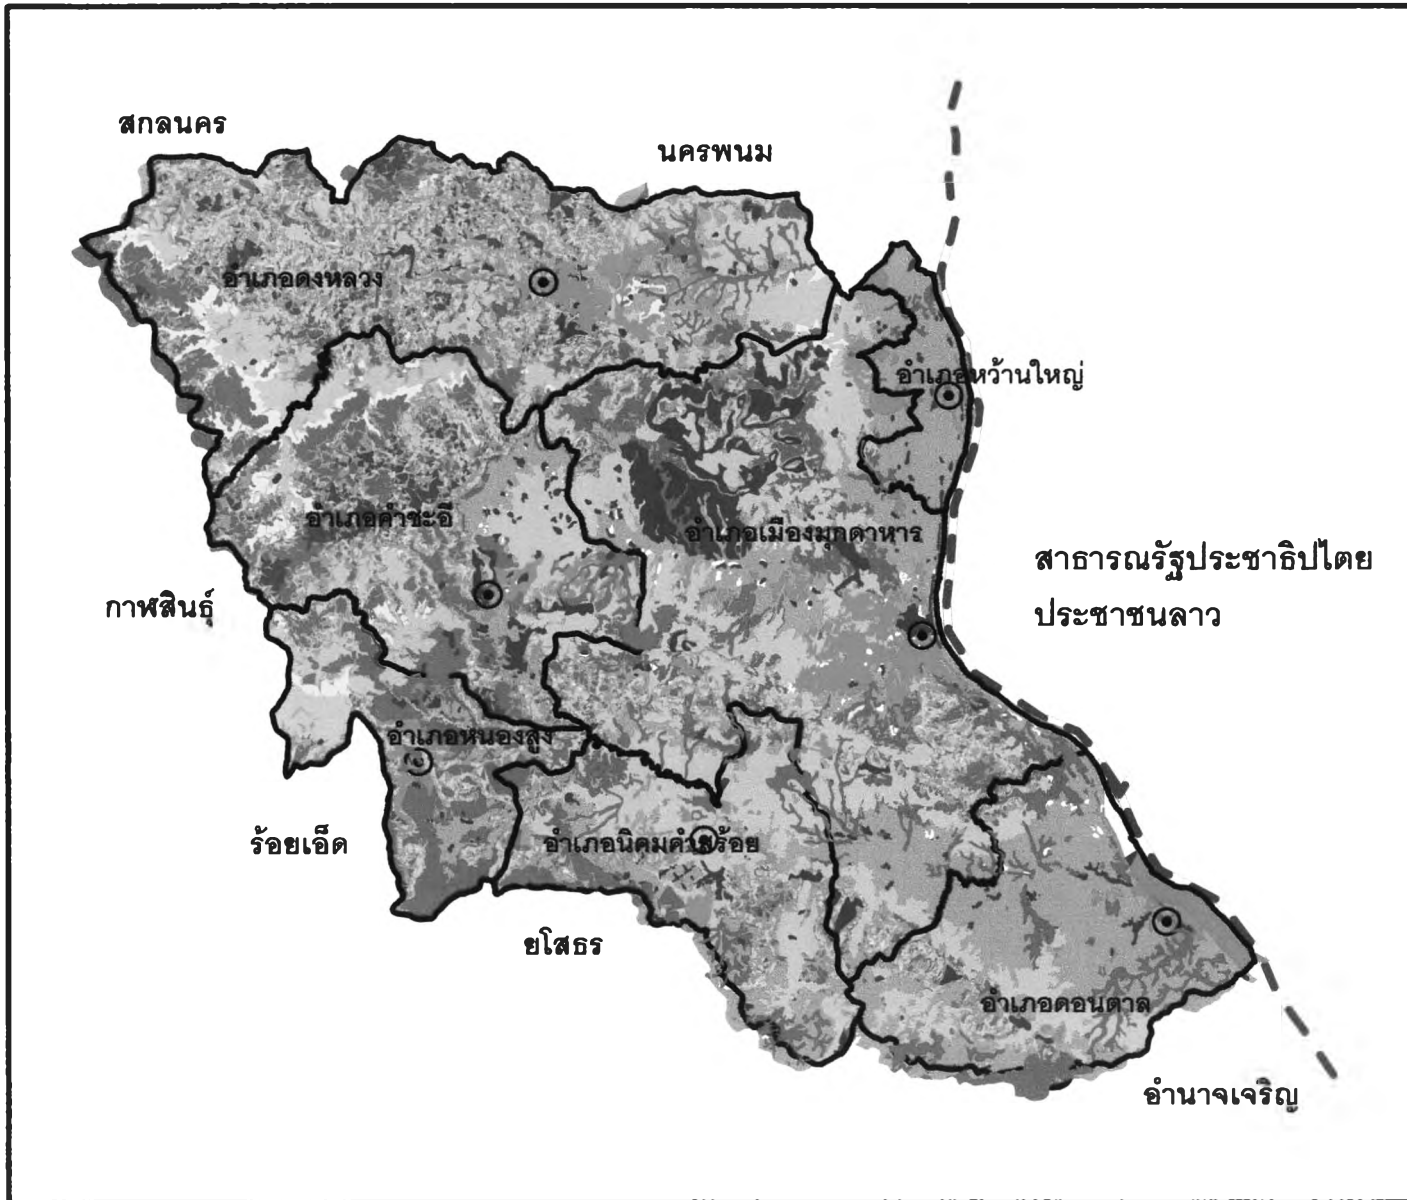 สกลนคร
นครพนม
อำเภอดงหลวง
อำเภอหว้านใหญ่
อำเภอคำชะอี
อำเภอเมืองมุกดาหาร
สาธารณรัฐประชาธิปไตย
ประชาชนลาว
กาฬสินธุ์
อำเภอหนองสูง
ร้อยเอ็ด
อำเภอนิคมคำสร้อย
ยโสธร
อำเภอดอนตาล
อำนาจเจริญ